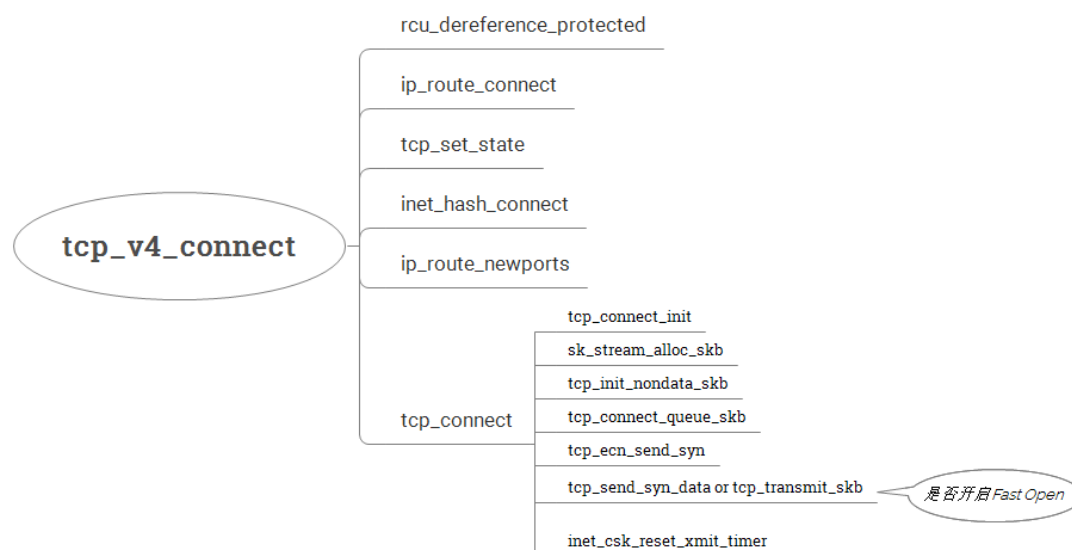 rcu_dereference_protected
ip_route_connect
tcp_set_state
inet_hash_connect
tcp_v4_connect
ip_route_newports
tcp_connect_init
sk_stream_alloc_skb
tcp_init_nondata_skb
tcp_connect_queue_skb
tcp_connect
tcp_ecn_send_syn
tcp_send_syn_data or tcp_transmit_skb
是否开启Fast Open
inet_csk_reset_xmit_timer